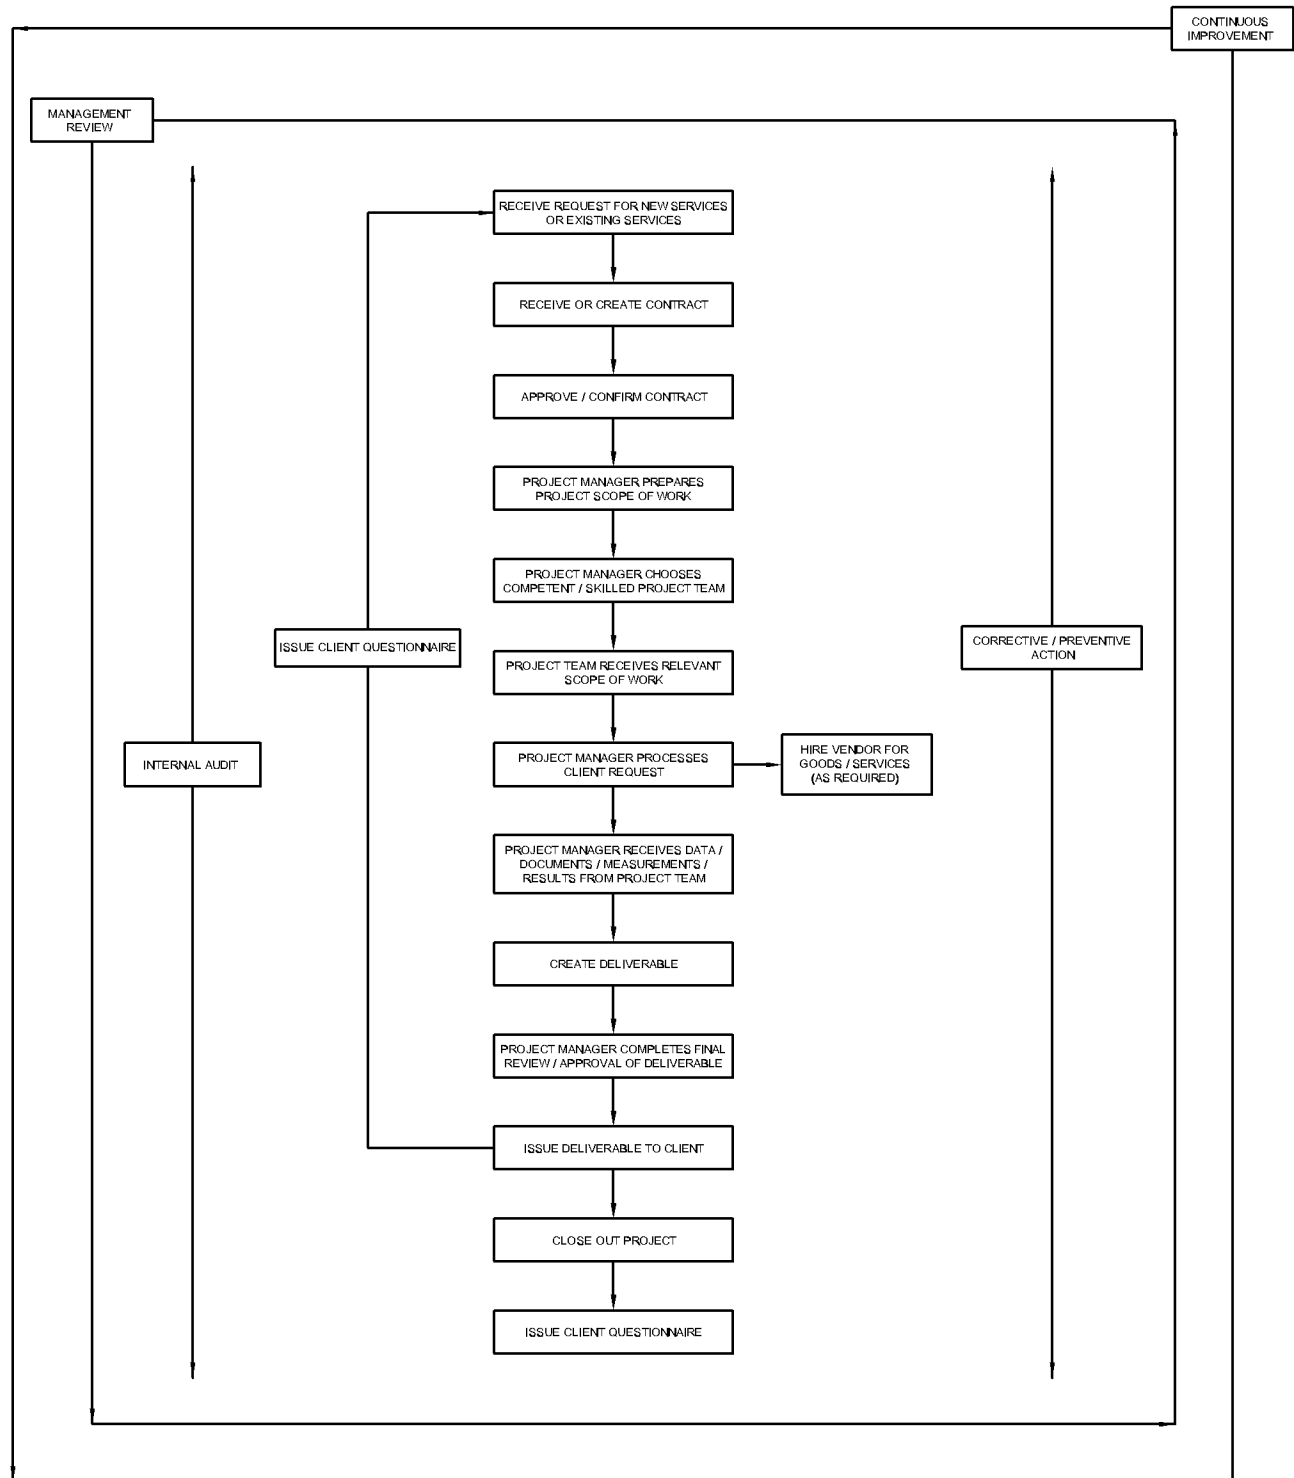 CONTINUOUS
IMPROVEMENT
MANAGEMENT
REVIEW
RECEIVE REQUEST FOR NEW SERVICES
OR EXISTING SERVICES
RECEIVE OR CREATE CONTRACT
APPROVE / CONFIRM CONTRACT
PROJECT MANAGER PREPARES
PROJECT SCOPE OF WORK
PROJECT MANAGER CHOOSES
COMPETENT / SKILLED PROJECT TEAM
ISSUE CLIENT QUESTIONNAIRE
CORRECTIVE / PREVENTIVE
ACTION
PROJECT TEAM RECEIVES RELEVANT
SCOPE OF WORK
INTERNAL AUDIT
PROJECT MANAGER PROCESSES
CLIENT REQUEST
HIRE VENDOR FOR
GOODS / SERVICES
(AS REQUIRED)
PROJECT MANAGER RECEIVES DATA /
DOCUMENTS / MEASUREMENTS /
RESULTS FROM PROJECT TEAM
CREATE DELIVERABLE
PROJECT MANAGER COMPLETES FINAL
REVIEW / APPROVAL OF DELIVERABLE
ISSUE DELIVERABLE TO CLIENT
CLOSE OUT PROJECT
ISSUE CLIENT QUESTIONNAIRE